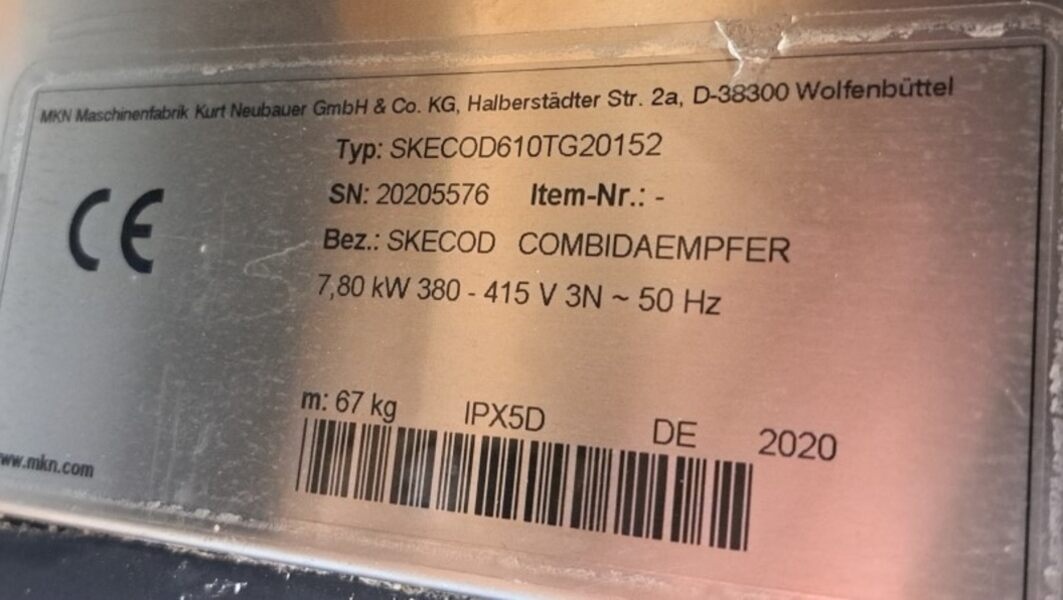 MKN Maschinenfabrik Kurt Neubauer GmbH & Co. KG, Halberstädter Str. 2a, D-38300 Wolfenbüttel
Typ: SKECOD610TG20152
SN: 20205576 Item-Nr.: -
CE
Bez.: SKECOD COMBIDAEMPFER
7,80 kW 380 - 415 V 3N ~ 50 Hz
m: 67 kg IPX5D DE 2020
ww.mkn.com